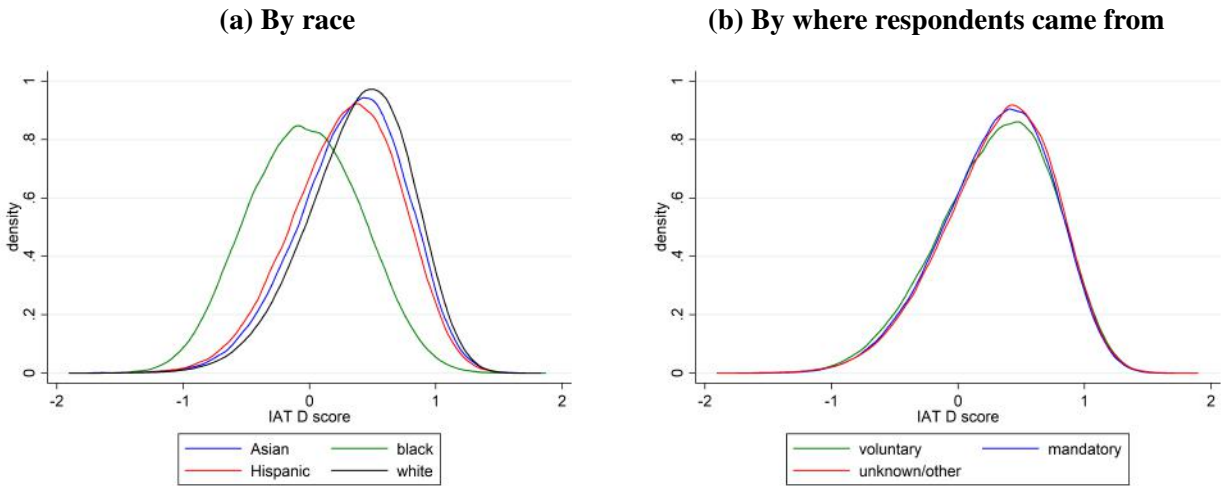 (a) By race
1
.8
.6
.4
.2
0
density
-2 -1 0 1 2
IAT D score
Asian black
Hispanic white
(b) By where respondents came from
1
.8
.6
.4
.2
0
density
-2 -1 0 1 2
IAT D score
voluntary mandatory
unknown/other